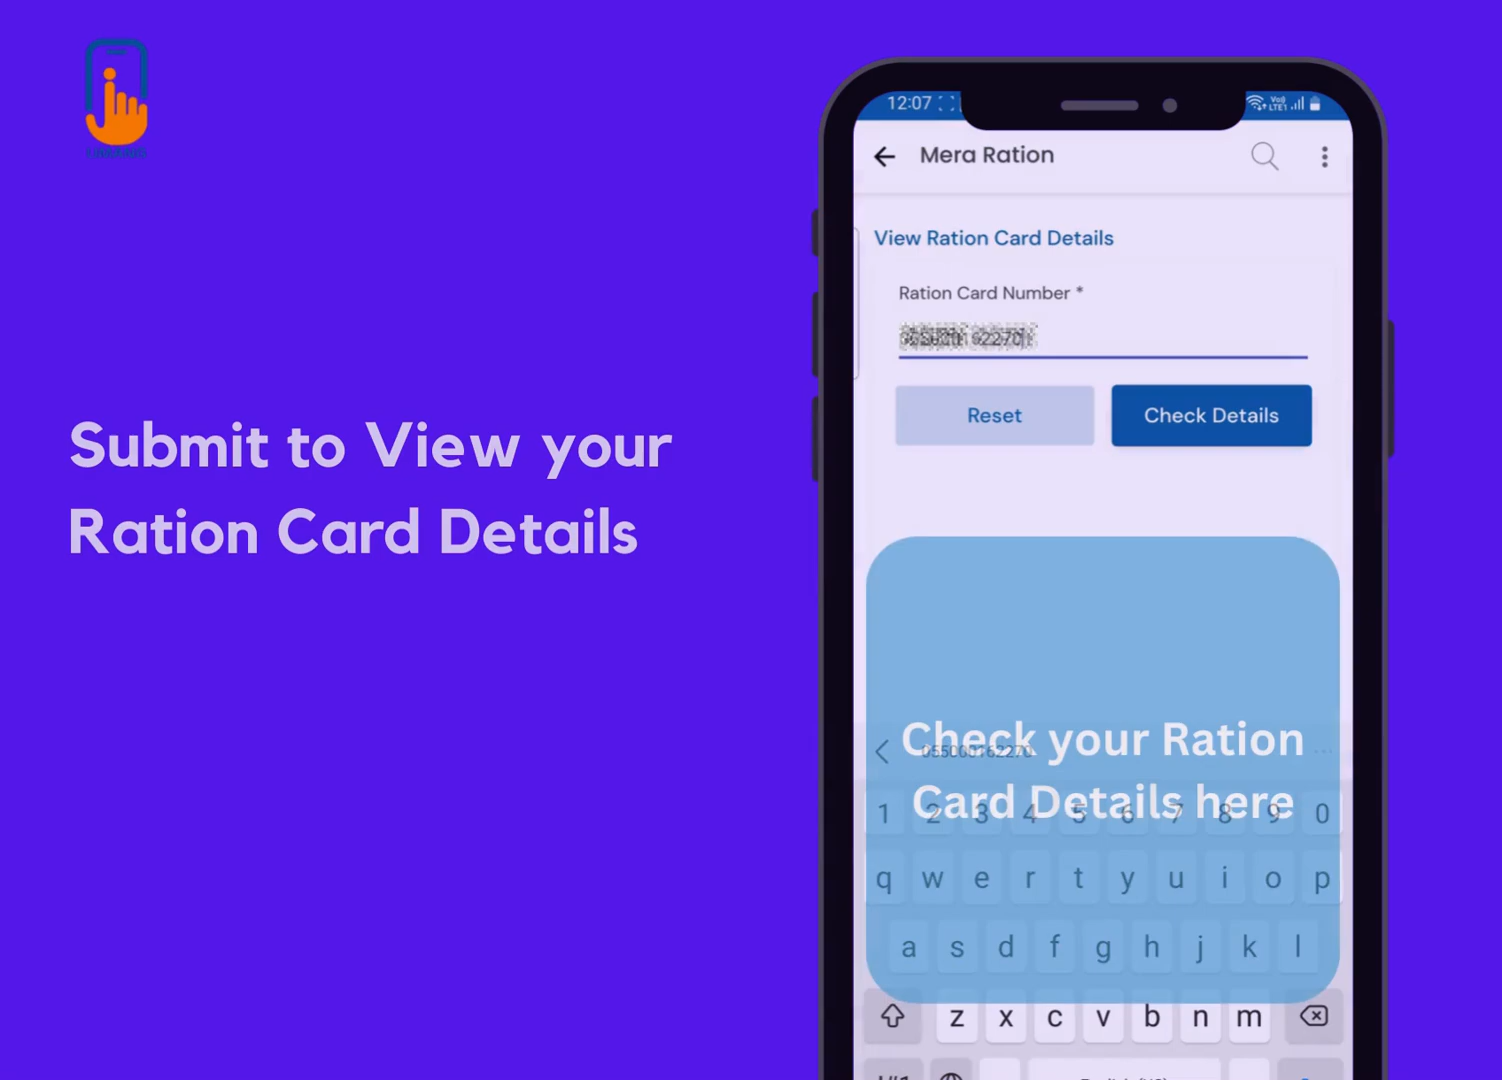 12:07
Mera Ration
View Ration Card Details
Ration Card Number *
Reset
Check Details
Submit to View your
Ration Card Details
Check your Ration
Card Details here
1 2 3 4 5 6 7 8 9 0
q w e r t y u i o p
a s d f g h j k l
z x c v b n m